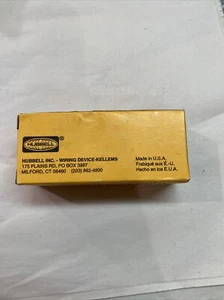 HUBBELL
HUBBELL INC. - WIRING DEVICE-KELLEMS
175 PLAINS RD, PO BOX 3997
MILFORD, CT 06460 (203) 882-4800
Made in U.S.A.
Fabriqué aux É.-U.
Hecho en los E.U.A.